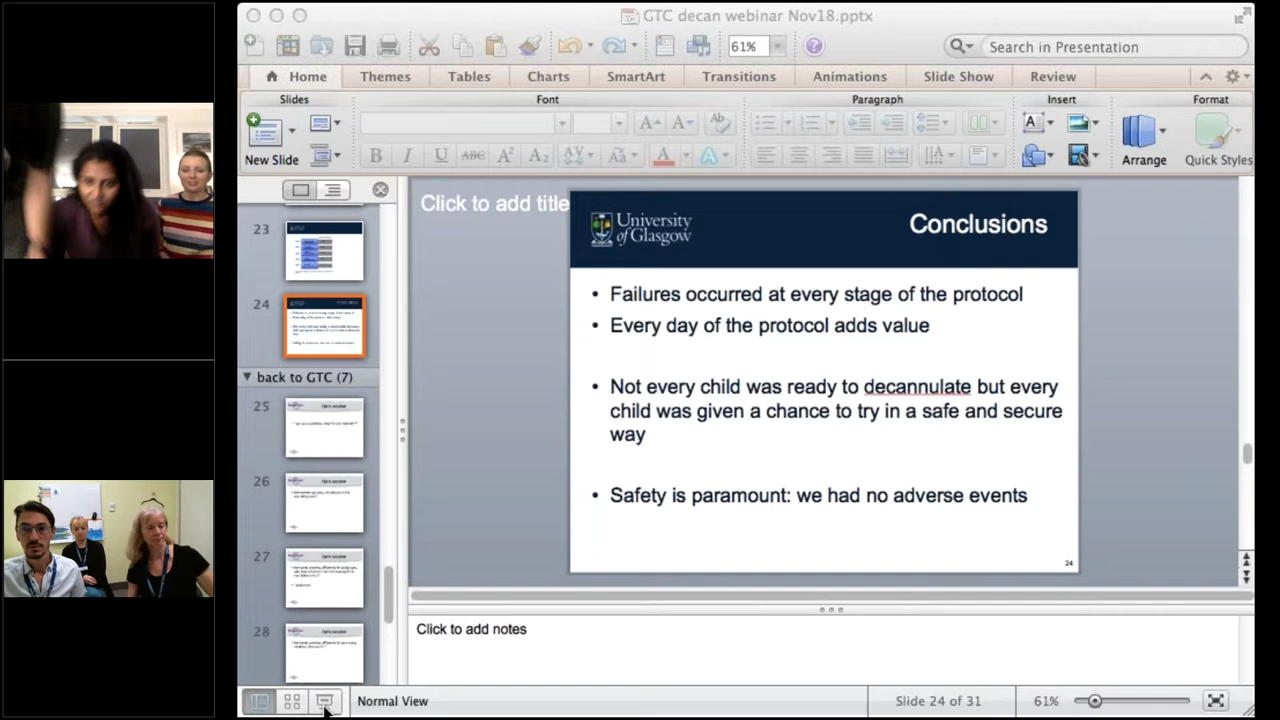 GTC decan webinar Nov18.pptx
61%
Search in Presentation
Home
Themes
Tables
Charts
SmartArt
Transitions
Animations
Slide Show
Review
Slides
Font
Paragraph
Insert
Format
New Slide
Arrange
Quick Styles
B I U ABC A² A₂
23
24
back to GTC (7)
25
26
27
28
Click to add title
University
of Glasgow
Conclusions
• Failures occurred at every stage of the protocol
• Every day of the protocol adds value
• Not every child was ready to decannulate but every
child was given a chance to try in a safe and secure
way
• Safety is paramount: we had no adverse events
24
Click to add notes
Normal View
Slide 24 of 31
61%